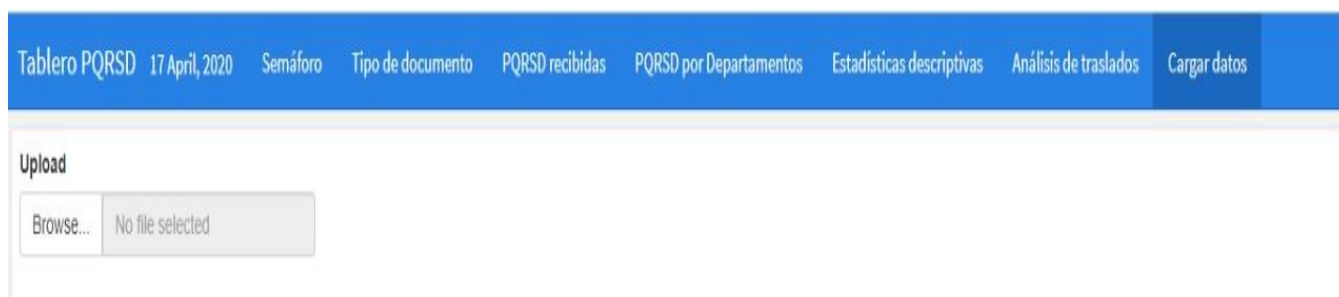 Tablero PQRSD 17 April, 2020 Semáforo Tipo de documento PQRSD recibidas PQRSD por Departamentos Estadísticas descriptivas Análisis de traslados Cargar datos
Upload
Browse... No file selected